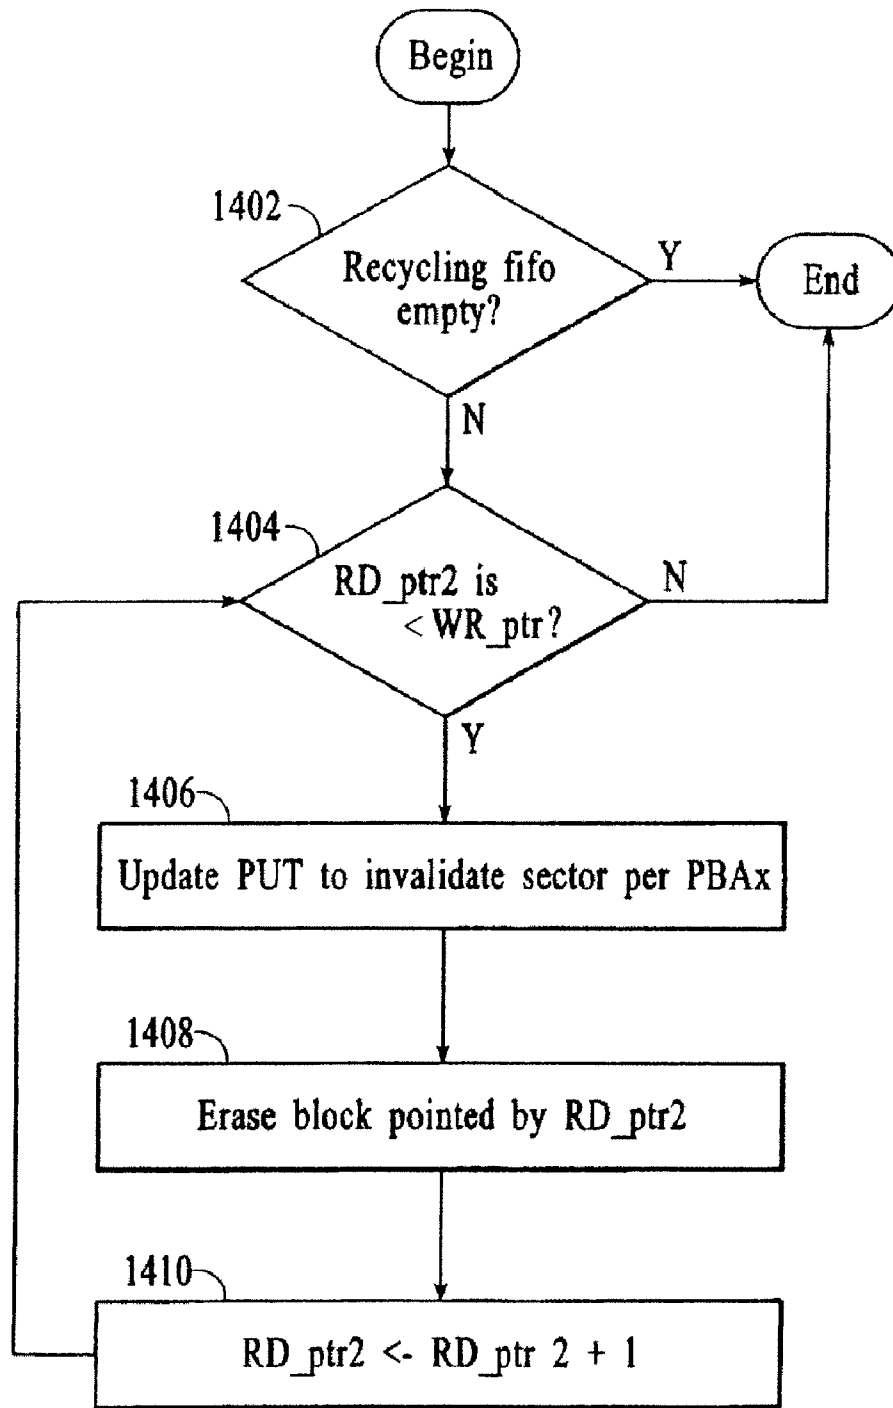 Begin
1402
Recycling fifo
empty?
Y
End
N
1404
RD_ptr2 is
< WR_ptr?
N
Y
1406
Update PUT to invalidate sector per PBAx
1408
Erase block pointed by RD_ptr2
1410
RD_ptr2 <- RD_ptr 2 + 1